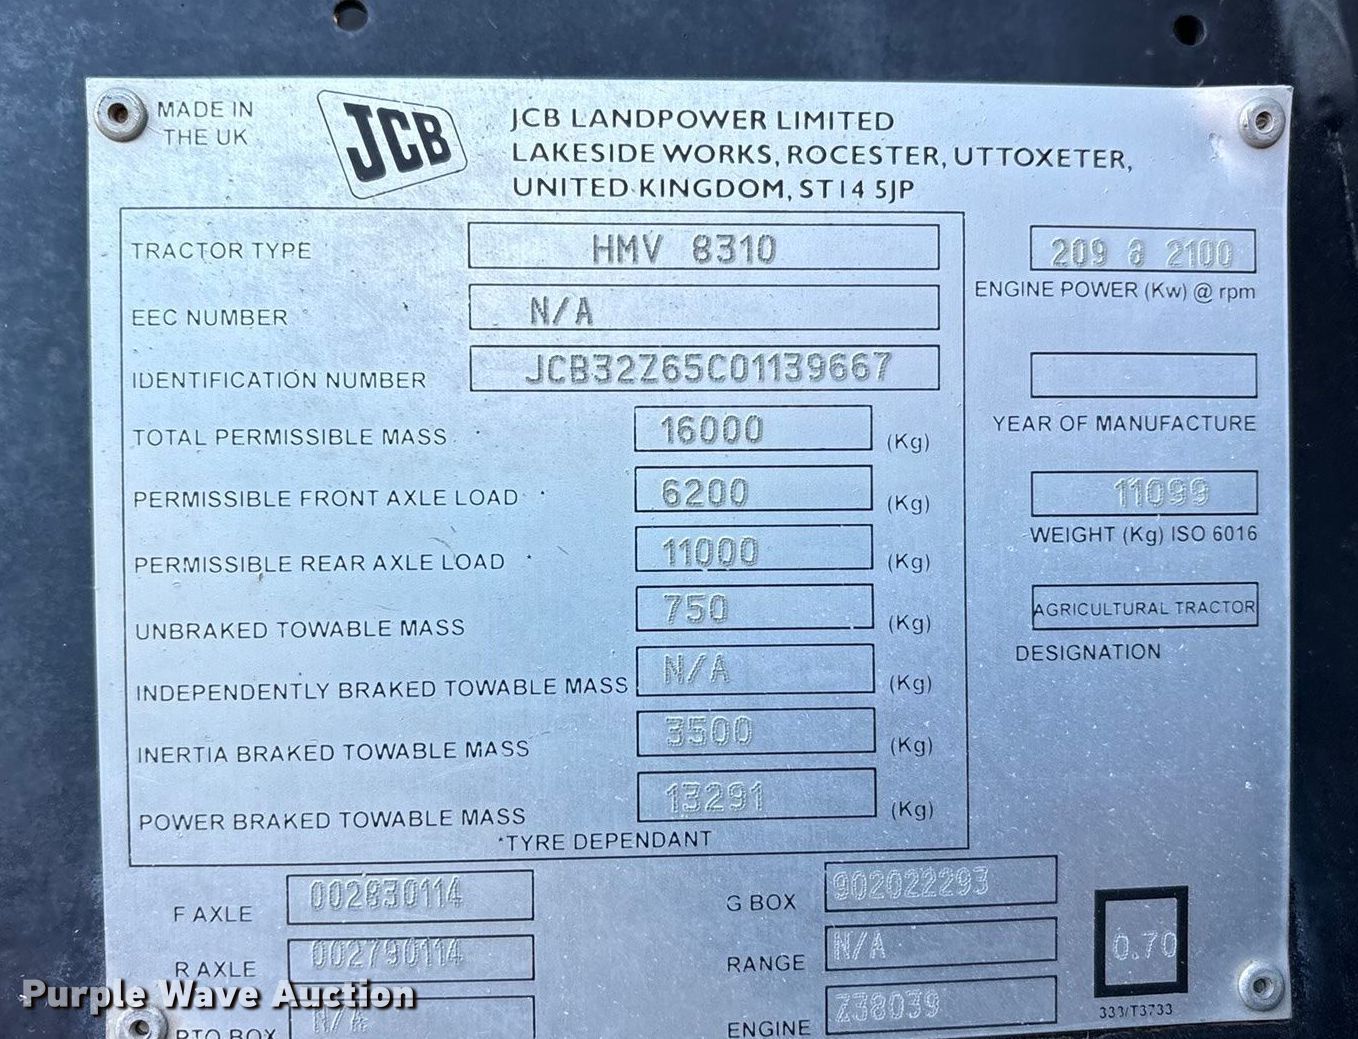 MADE IN
THE UK
JCB
JCB LANDPOWER LIMITED
LAKESIDE WORKS, ROCESTER, UTTOXETER,
UNITED KINGDOM, ST14 5JP
TRACTOR TYPE HMV 8310
EEC NUMBER N/A
IDENTIFICATION NUMBER JCB32Z65C01139667
TOTAL PERMISSIBLE MASS 16000 (Kg)
PERMISSIBLE FRONT AXLE LOAD * 6200 (Kg)
PERMISSIBLE REAR AXLE LOAD * 11000 (Kg)
UNBRAKED TOWABLE MASS 750 (Kg)
INDEPENDENTLY BRAKED TOWABLE MASS N/A (Kg)
INERTIA BRAKED TOWABLE MASS 3500 (Kg)
POWER BRAKED TOWABLE MASS 13291 (Kg)
*TYRE DEPENDANT
209 @ 2100
ENGINE POWER (Kw) @ rpm
YEAR OF MANUFACTURE
11099
WEIGHT (Kg) ISO 6016
AGRICULTURAL TRACTOR
DESIGNATION
F AXLE 002830114
R AXLE 002790114
PTO BOX N/A
G BOX 902022293
RANGE N/A
ENGINE Z38039
0.70
333/T3733
Purple Wave Auction